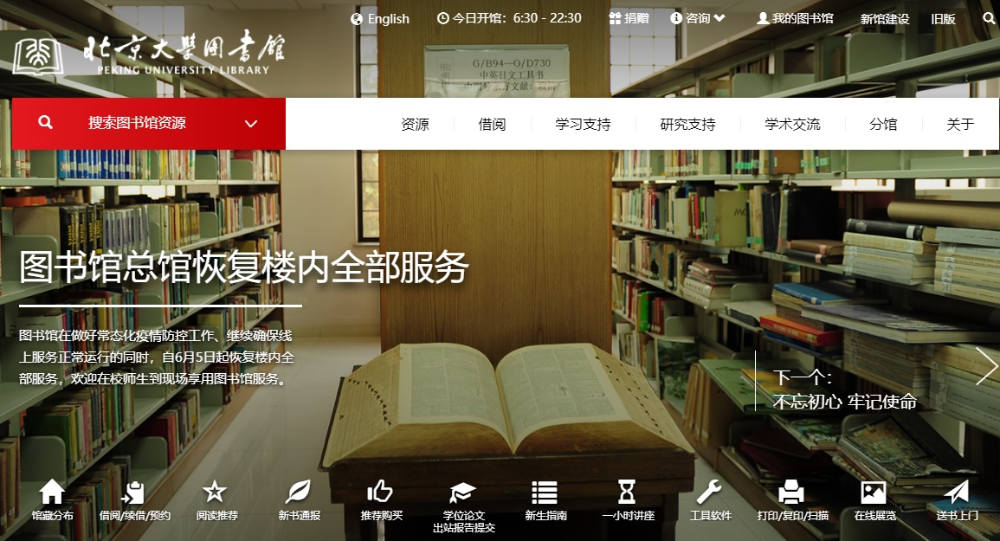 English
今日开馆：6:30 - 22:30
捐赠
咨询
我的图书馆
新馆建设
旧版
北京大學圖書館
PEKING UNIVERSITY LIBRARY
G/B94—O/D730
中英日文工具书
搜索图书馆资源
资源
借阅
学习支持
研究支持
学术交流
分馆
关于
图书馆总馆恢复楼内全部服务
图书馆在做好常态化疫情防控工作、继续确保线
上服务正常运行的同时，自6月5日起恢复楼内全
部服务，欢迎在校师生到现场享用图书馆服务。
下一个：
不忘初心 牢记使命
馆藏分布
借阅/续借/预约
阅读推荐
新书通报
推荐购买
学位论文
出站报告提交
新生指南
一小时讲座
工具软件
打印/复印/扫描
在线展览
送书上门